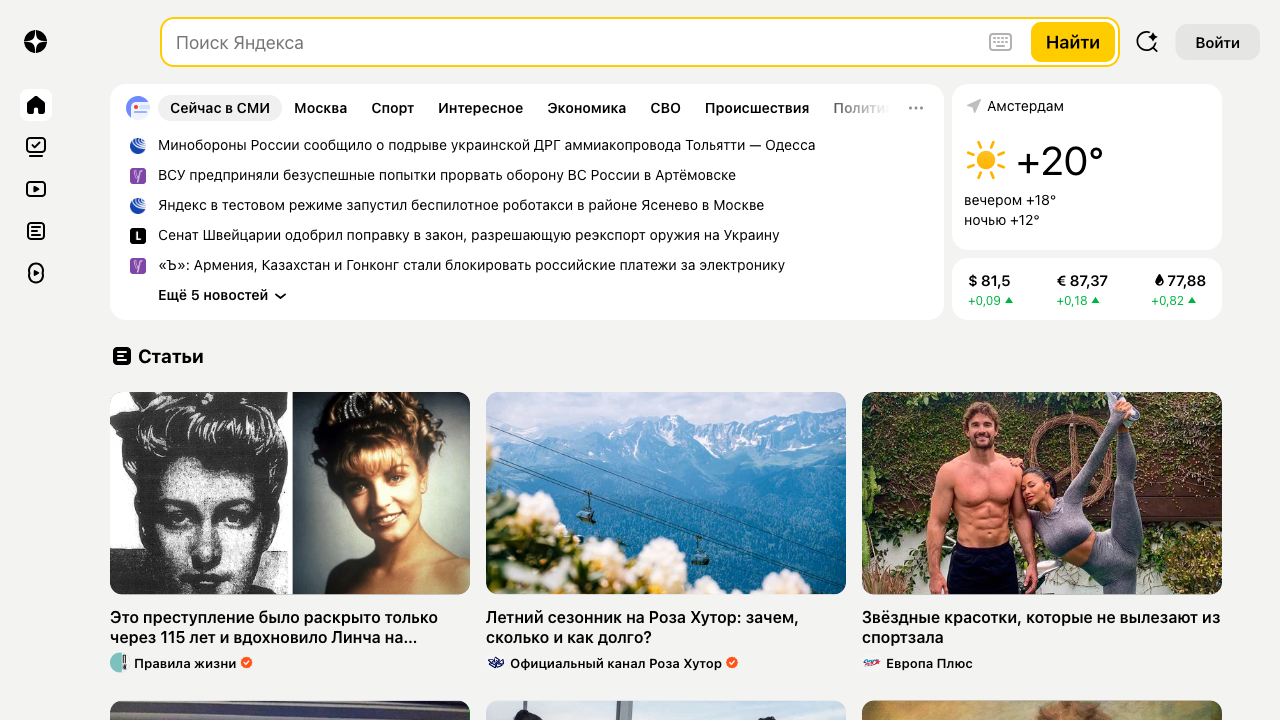 Поиск Яндекса
Найти
Войти
Сейчас в СМИ
Москва
Спорт
Интересное
Экономика
СВО
Происшествия
Минобороны России сообщило о подрыве украинской ДРГ аммиакопровода Тольятти — Одесса
ВСУ предприняли безуспешные попытки прорвать оборону ВС России в Артёмовске
Яндекс в тестовом режиме запустил беспилотное роботакси в районе Ясенево в Москве
L Сенат Швейцарии одобрил поправку в закон, разрешающую реэкспорт оружия на Украину
«Ъ»: Армения, Казахстан и Гонконг стали блокировать российские платежи за электронику
Ещё 5 новостей
Амстердам
+20°
вечером +18°
ночью +12°
$ 81,5
€ 87,37
77,88
+0,09
+0,18
+0,82
Статьи
Это преступление было раскрыто только
через 115 лет и вдохновило Линча на...
Правила жизни
Летний сезонник на Роза Хутор: зачем,
сколько и как долго?
Официальный канал Роза Хутор
Звёздные красотки, которые не вылезают из
спортзала
Европа Плюс